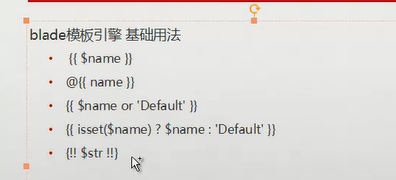 blade模板引擎 基础用法
{{ $name }}
@{{ name }}
{{ $name or 'Default' }}
{{ isset($name) ? $name : 'Default' }}
{!! $str !!}